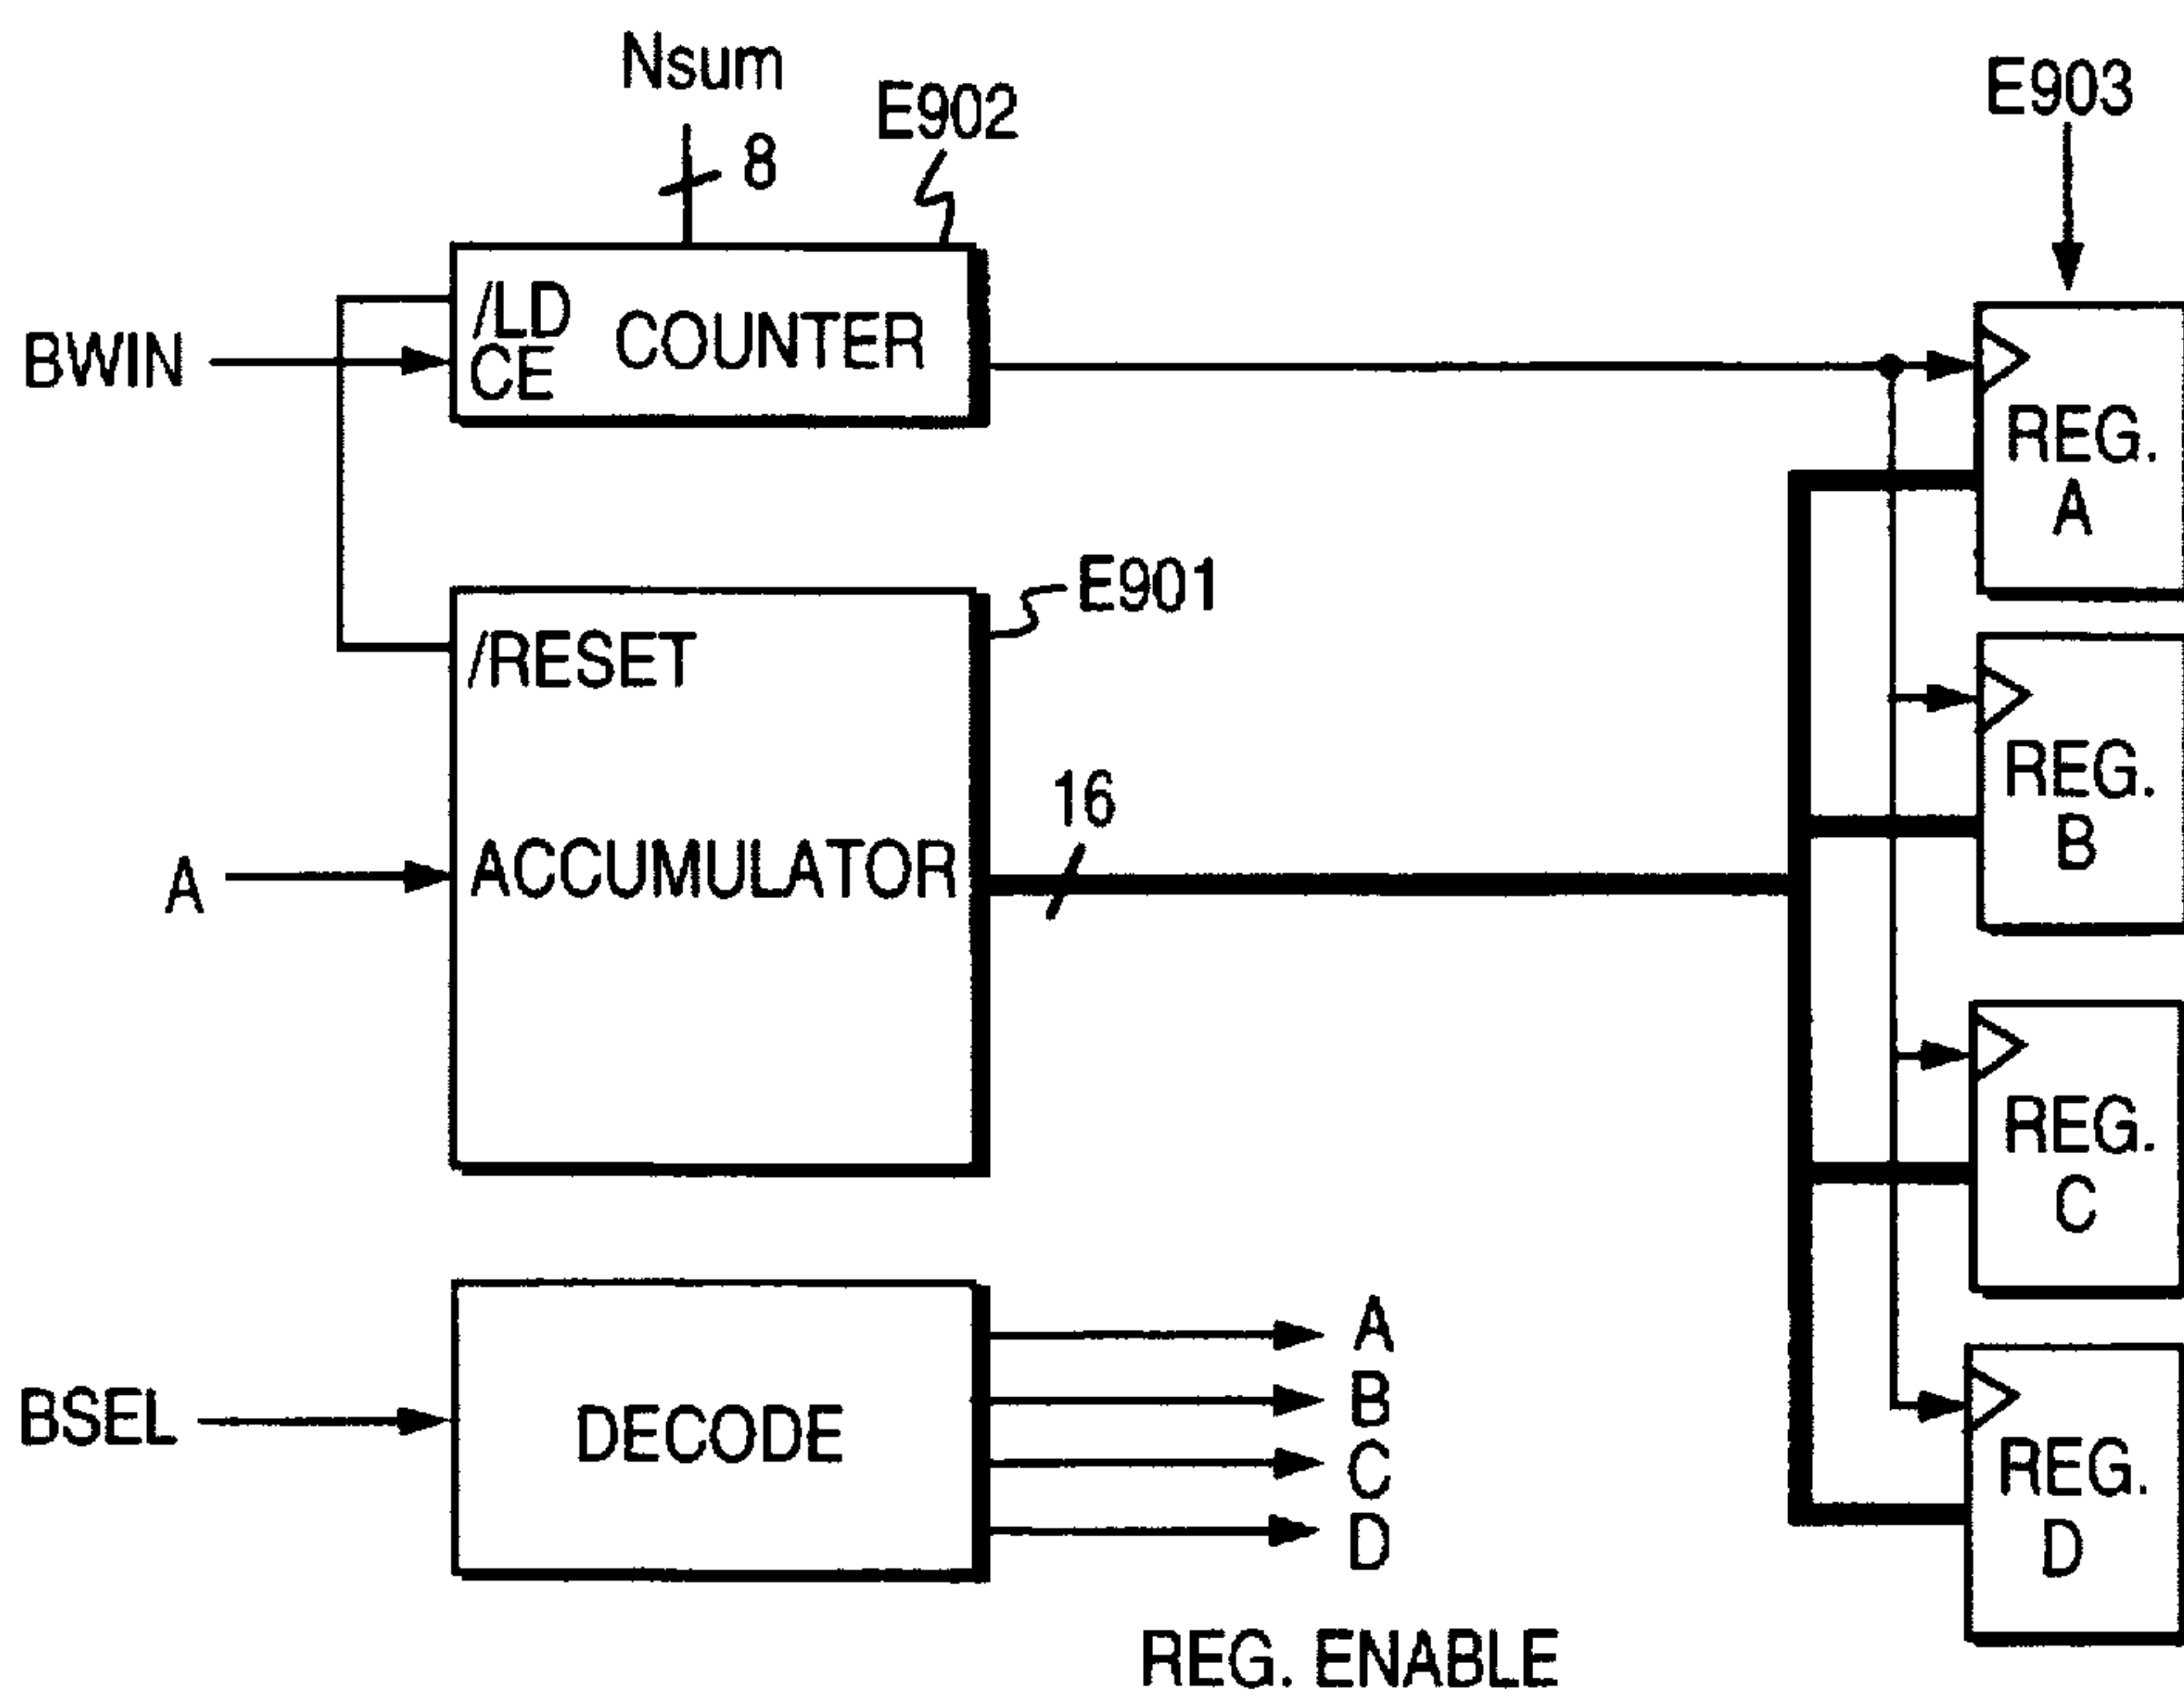 Nsum
8
E902
E903
BWIN
/LD
CE
COUNTER
REG.
A
E901
/RESET
16
A
ACCUMULATOR
REG.
B
REG.
C
BSEL
DECODE
A
B
C
D
REG.
D
REG. ENABLE